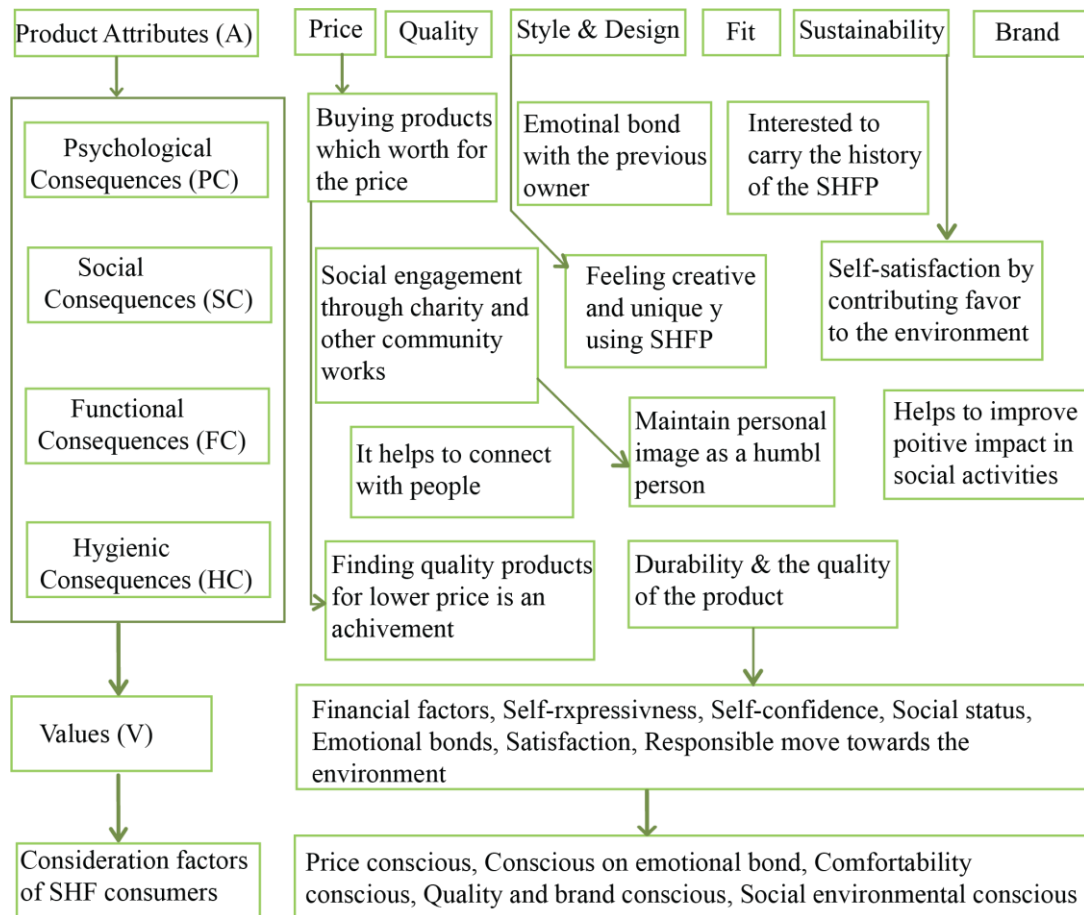 Product Attributes (A)
Price
Quality
Style & Design
Fit
Sustainability
Brand
Psychological
Consequences (PC)
Social
Consequences (SC)
Functional
Consequences (FC)
Hygienic
Consequences (HC)
Buying products
which worth for
the price
Emotinal bond
with the previous
owner
Interested to
carry the history
of the SHFP
Social engagement
through charity and
other community
works
Feeling creative
and unique y
using SHFP
Self-satisfaction by
contributing favor
to the environment
It helps to connect
with people
Maintain personal
image as a humbl
person
Helps to improve
poitive impact in
social activities
Finding quality products
for lower price is an
achivement
Durability & the quality
of the product
Values (V)
Financial factors, Self-rxpressivness, Self-confidence, Social status,
Emotional bonds, Satisfaction, Responsible move towards the
environment
Consideration factors
of SHF consumers
Price conscious, Conscious on emotional bond, Comfortability
conscious, Quality and brand conscious, Social environmental conscious